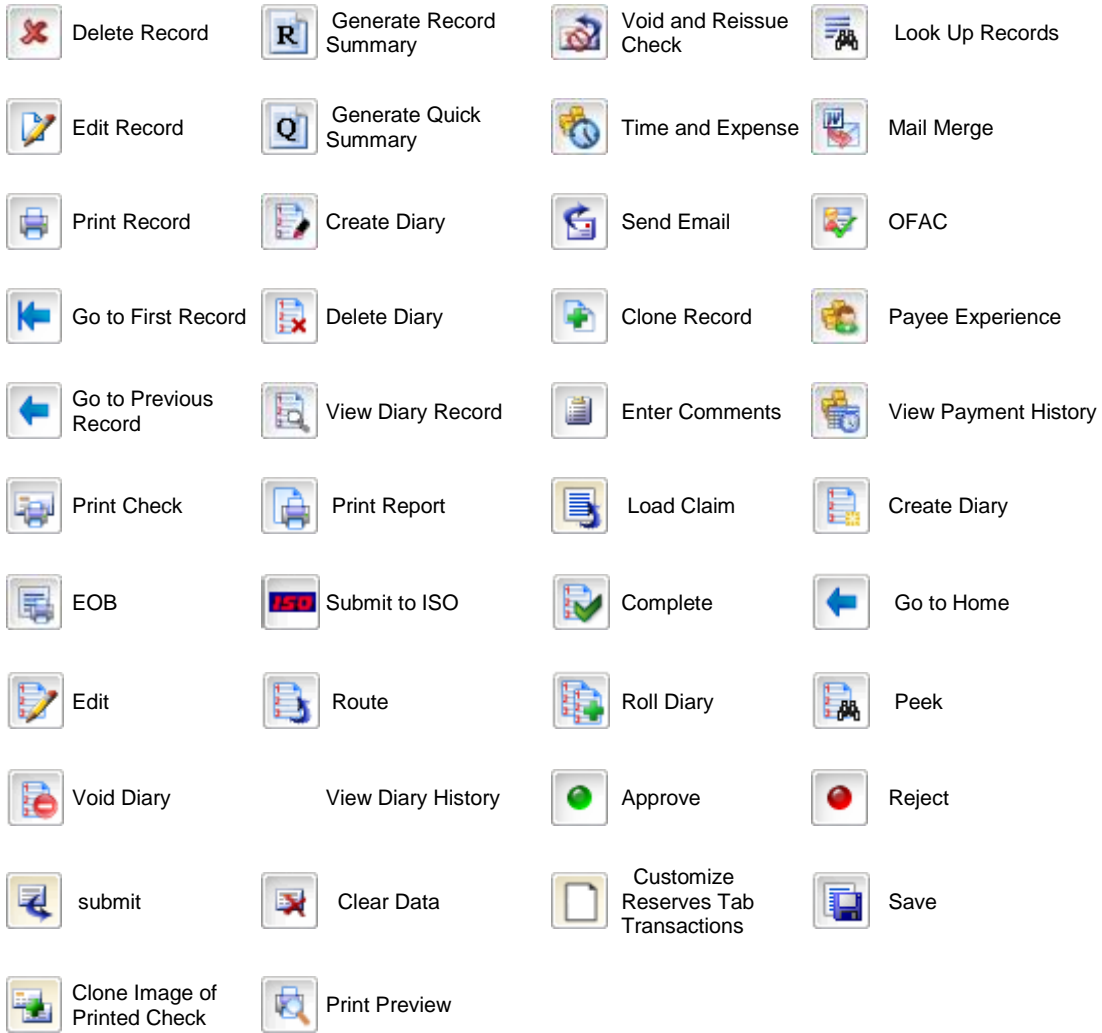 Delete Record
Generate Record
Summary
Void and Reissue
Check
Look Up Records
Edit Record
Generate Quick
Summary
Time and Expense
Mail Merge
Print Record
Create Diary
Send Email
OFAC
Go to First Record
Delete Diary
Clone Record
Payee Experience
Go to Previous
Record
View Diary Record
Enter Comments
View Payment History
Print Check
Print Report
Load Claim
Create Diary
EOB
ISO
Submit to ISO
Complete
Go to Home
Edit
Route
Roll Diary
Peek
Void Diary
View Diary History
Approve
Reject
submit
Clear Data
Customize
Reserves Tab
Transactions
Save
Clone Image of
Printed Check
Print Preview
R
Q
W